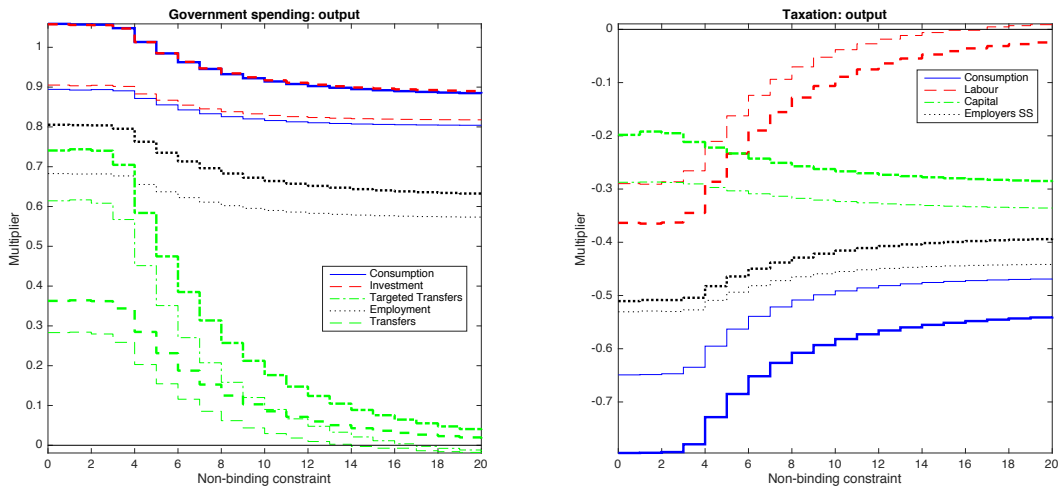 Government spending: output
1
0.9
0.8
0.7
0.6
0.5
0.4
0.3
0.2
0.1
0
Multiplier
Consumption
Investment
Targeted Transfers
Employment
Transfers
0 2 4 6 8 10 12 14 16 18 20
Non-binding constraint
Taxation: output
0
-0.1
-0.2
-0.3
-0.4
-0.5
-0.6
-0.7
Multiplier
Consumption
Labour
Capital
Employers SS
0 2 4 6 8 10 12 14 16 18 20
Non-binding constraint